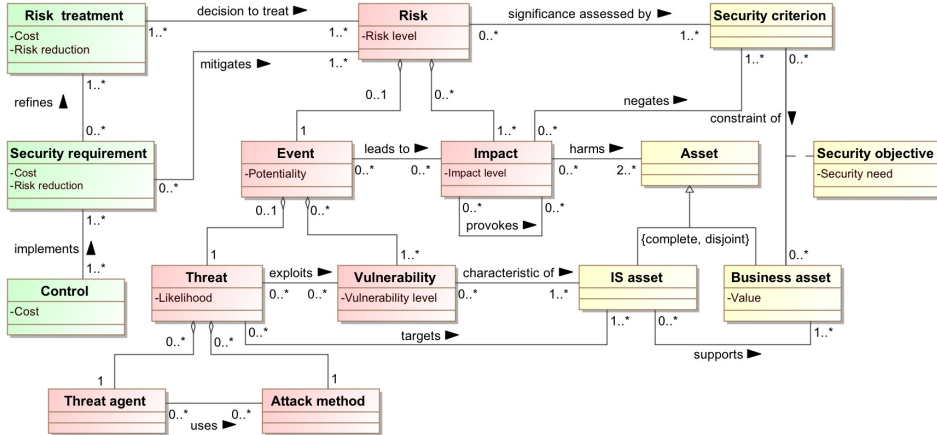 Risk treatment
-Cost
-Risk reduction
decision to treat
1..*
1..*
Risk
-Risk level
significance assessed by
0..*
1..*
Security criterion
mitigates
1..*
1..*
refines
0..*
0..1
0..*
1
1..*
negates
0..*
1..*
0..*
constraint of
Security requirement
-Cost
-Risk reduction
0..*
Event
-Potentiality
leads to
0..*
0..*
Impact
-Impact level
harms
0..*
2..*
Asset
Security objective
-Security need
0..*
0..*
provokes
1..*
implements
1..*
0..1
0..*
1
1..*
{complete, disjoint}
0..*
Control
-Cost
Threat
-Likelihood
exploits
0..*
0..*
Vulnerability
-Vulnerability level
characteristic of
0..*
1..*
IS asset
Business asset
-Value
0..*
targets
1..*
0..*
supports
1..*
0..*
0..*
1
1
Threat agent
0..*
uses
0..*
Attack method